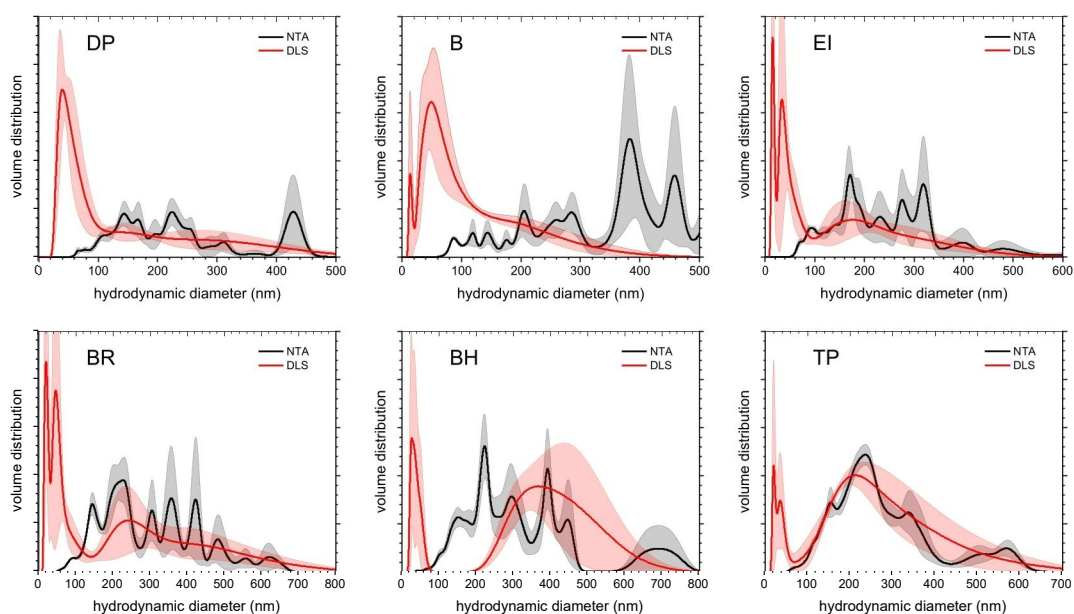 DP
NTA
DLS
volume distribution
0 100 200 300 400 500
hydrodynamic diameter (nm)
B
NTA
DLS
volume distribution
0 100 200 300 400 500
hydrodynamic diameter (nm)
EI
NTA
DLS
volume distribution
0 100 200 300 400 500 600
hydrodynamic diameter (nm)
BR
NTA
DLS
volume distribution
0 100 200 300 400 500 600 700 800
hydrodynamic diameter (nm)
BH
NTA
DLS
volume distribution
0 100 200 300 400 500 600 700 800
hydrodynamic diameter (nm)
TP
NTA
DLS
volume distribution
0 100 200 300 400 500 600 700
hydrodynamic diameter (nm)